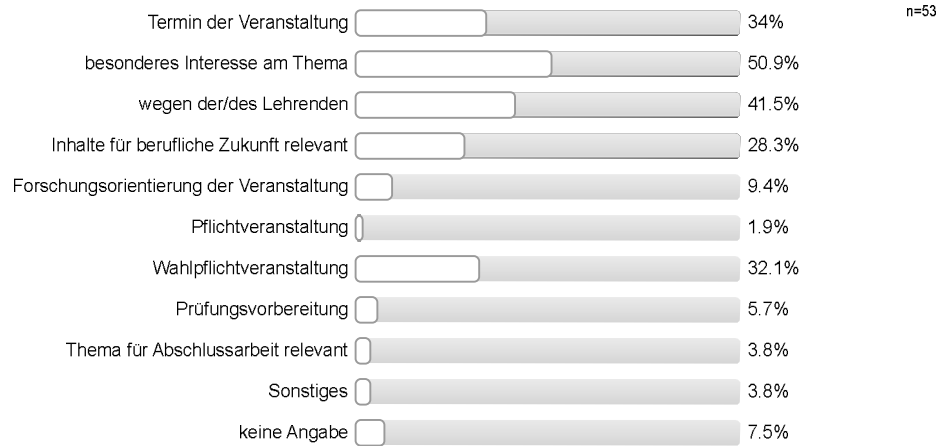 n=53
Termin der Veranstaltung 34%
besonderes Interesse am Thema 50.9%
wegen der/des Lehrenden 41.5%
Inhalte für berufliche Zukunft relevant 28.3%
Forschungsorientierung der Veranstaltung 9.4%
Pflichtveranstaltung 1.9%
Wahlpflichtveranstaltung 32.1%
Prüfungsvorbereitung 5.7%
Thema für Abschlussarbeit relevant 3.8%
Sonstiges 3.8%
keine Angabe 7.5%